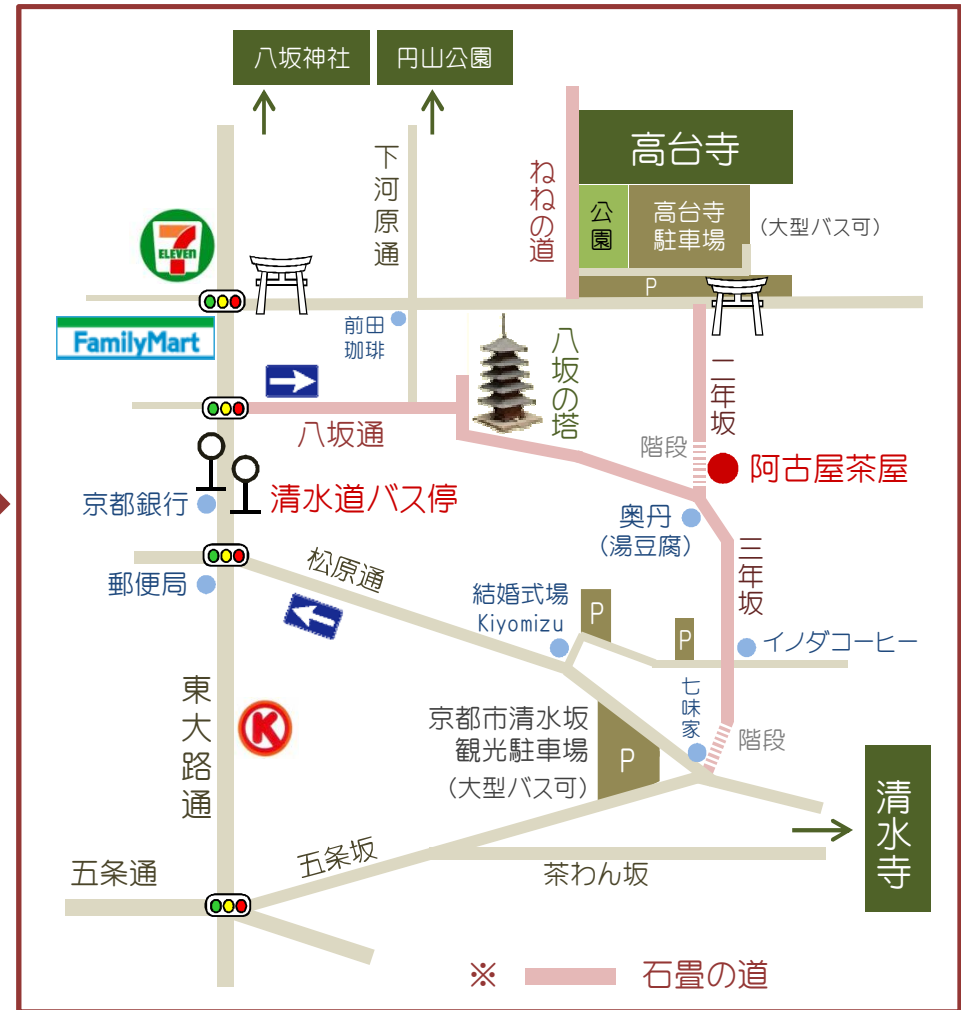 八坂神社
円山公園
下河原通
ねねの道
高台寺
公園
高台寺
駐車場
(大型バス可)
P
7
ELEVEN
FamilyMart
前田
珈琲
八坂の塔
二年坂
八坂通
階段
阿古屋茶屋
京都銀行
清水道バス停
奥丹
(湯豆腐)
郵便局
松原通
三年坂
結婚式場
Kiyomizu
P
P
イノダコーヒー
東大路通
K
京都市清水坂
観光駐車場
(大型バス可)
P
七味家
階段
清水寺
五条通
五条坂
茶わん坂
※
石畳の道